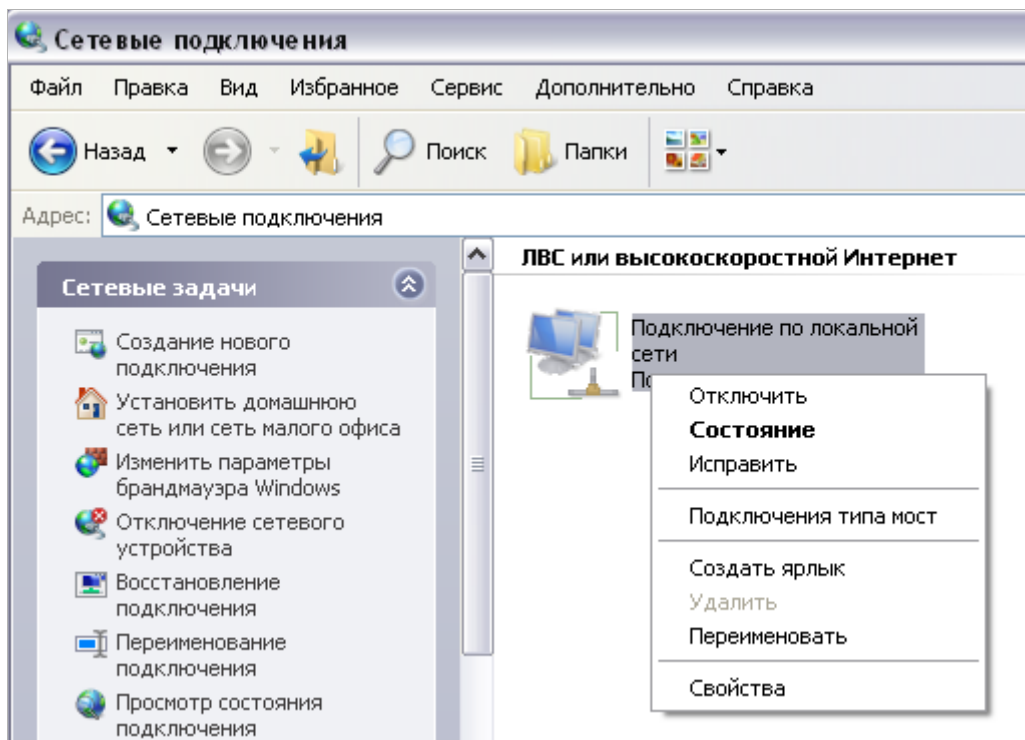 Сетевые подключения
Файл Правка Вид Избранное Сервис Дополнительно Справка
Назад Поиск Папки
Адрес: Сетевые подключения
Сетевые задачи
Создание нового
подключения
Установить домашнюю
сеть или сеть малого офиса
Изменить параметры
брандмауэра Windows
Отключение сетевого
устройства
Восстановление
подключения
Переименование
подключения
Просмотр состояния
подключения
ЛВС или высокоскоростной Интернет
Подключение по локальной
сети
Отключить
Состояние
Исправить
Подключения типа мост
Создать ярлык
Удалить
Переименовать
Свойства